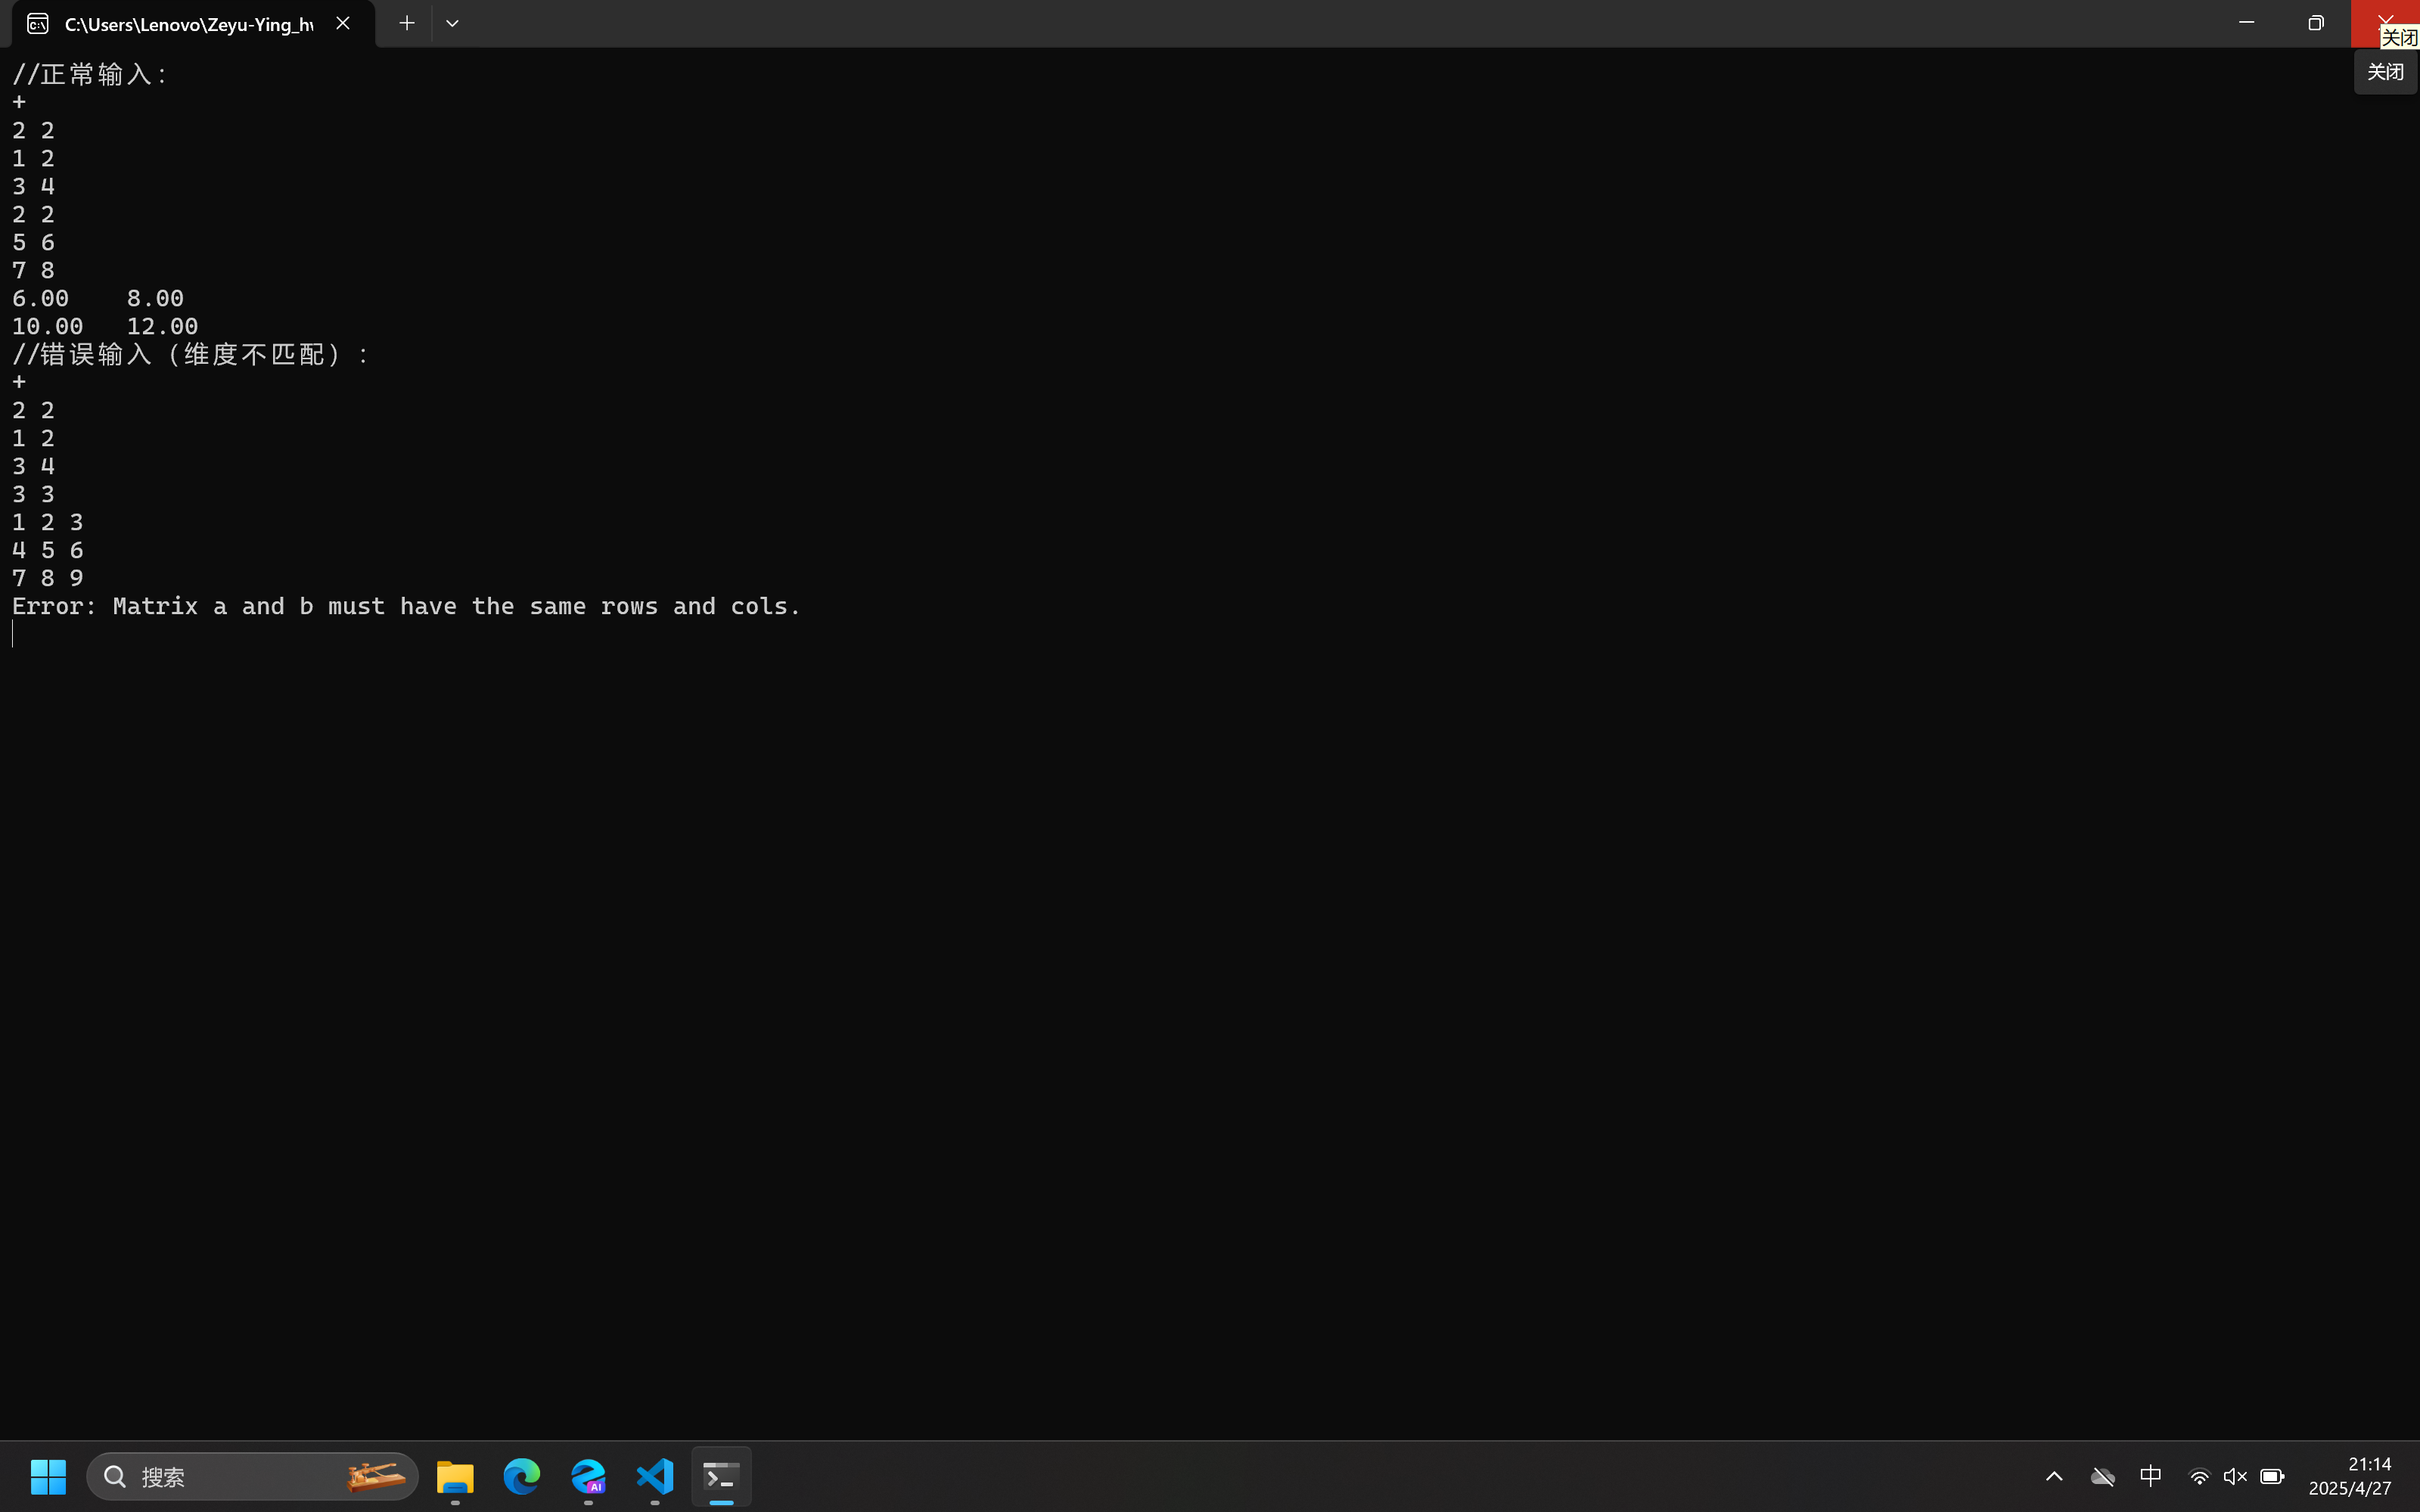 C:\Users\Lenovo\Zeyu-Ying_h
关闭
关闭
//正常输入：
+
2 2
1 2
3 4
2 2
5 6
7 8
6.00    8.00
10.00   12.00
//错误输入（维度不匹配）：
+
2 2
1 2
3 4
3 3
1 2 3
4 5 6
7 8 9
Error: Matrix a and b must have the same rows and cols.
搜索
AI
中
21:14
2025/4/27